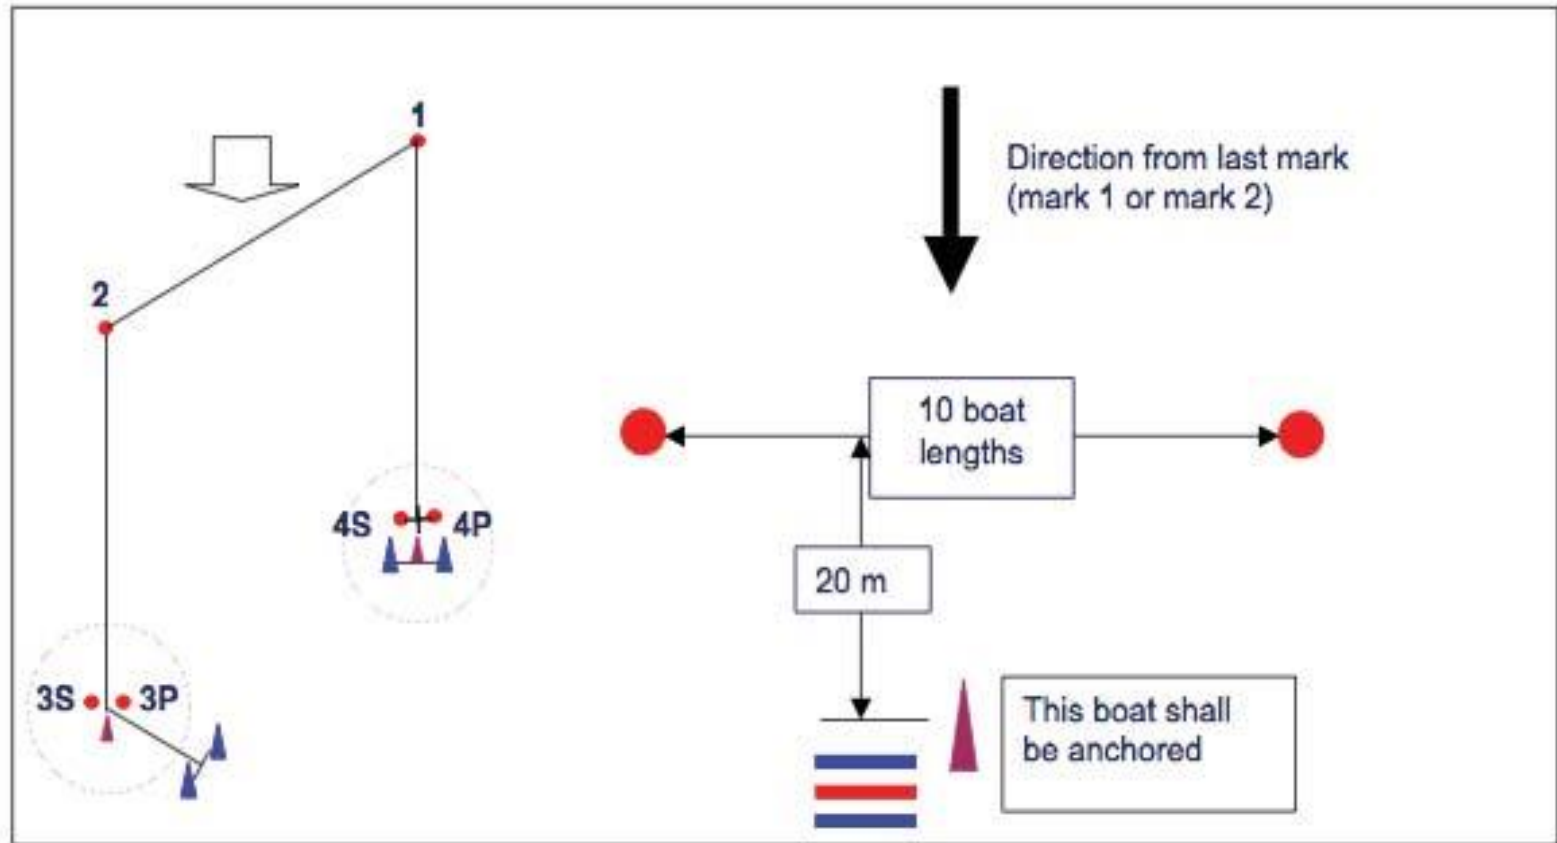 1
2
4S
4P
3S
3P
Direction from last mark
(mark 1 or mark 2)
10 boat
lengths
20 m
This boat shall
be anchored